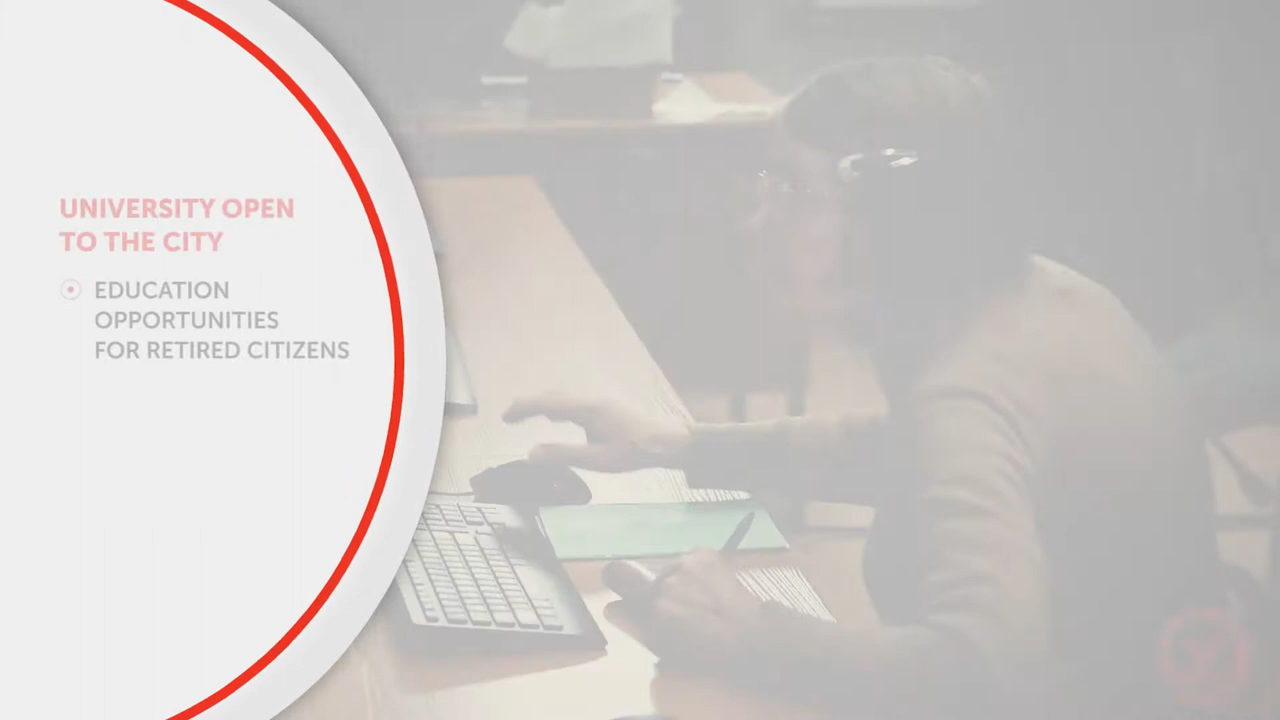 UNIVERSITY OPEN
TO THE CITY
EDUCATION
OPPORTUNITIES
FOR RETIRED CITIZENS